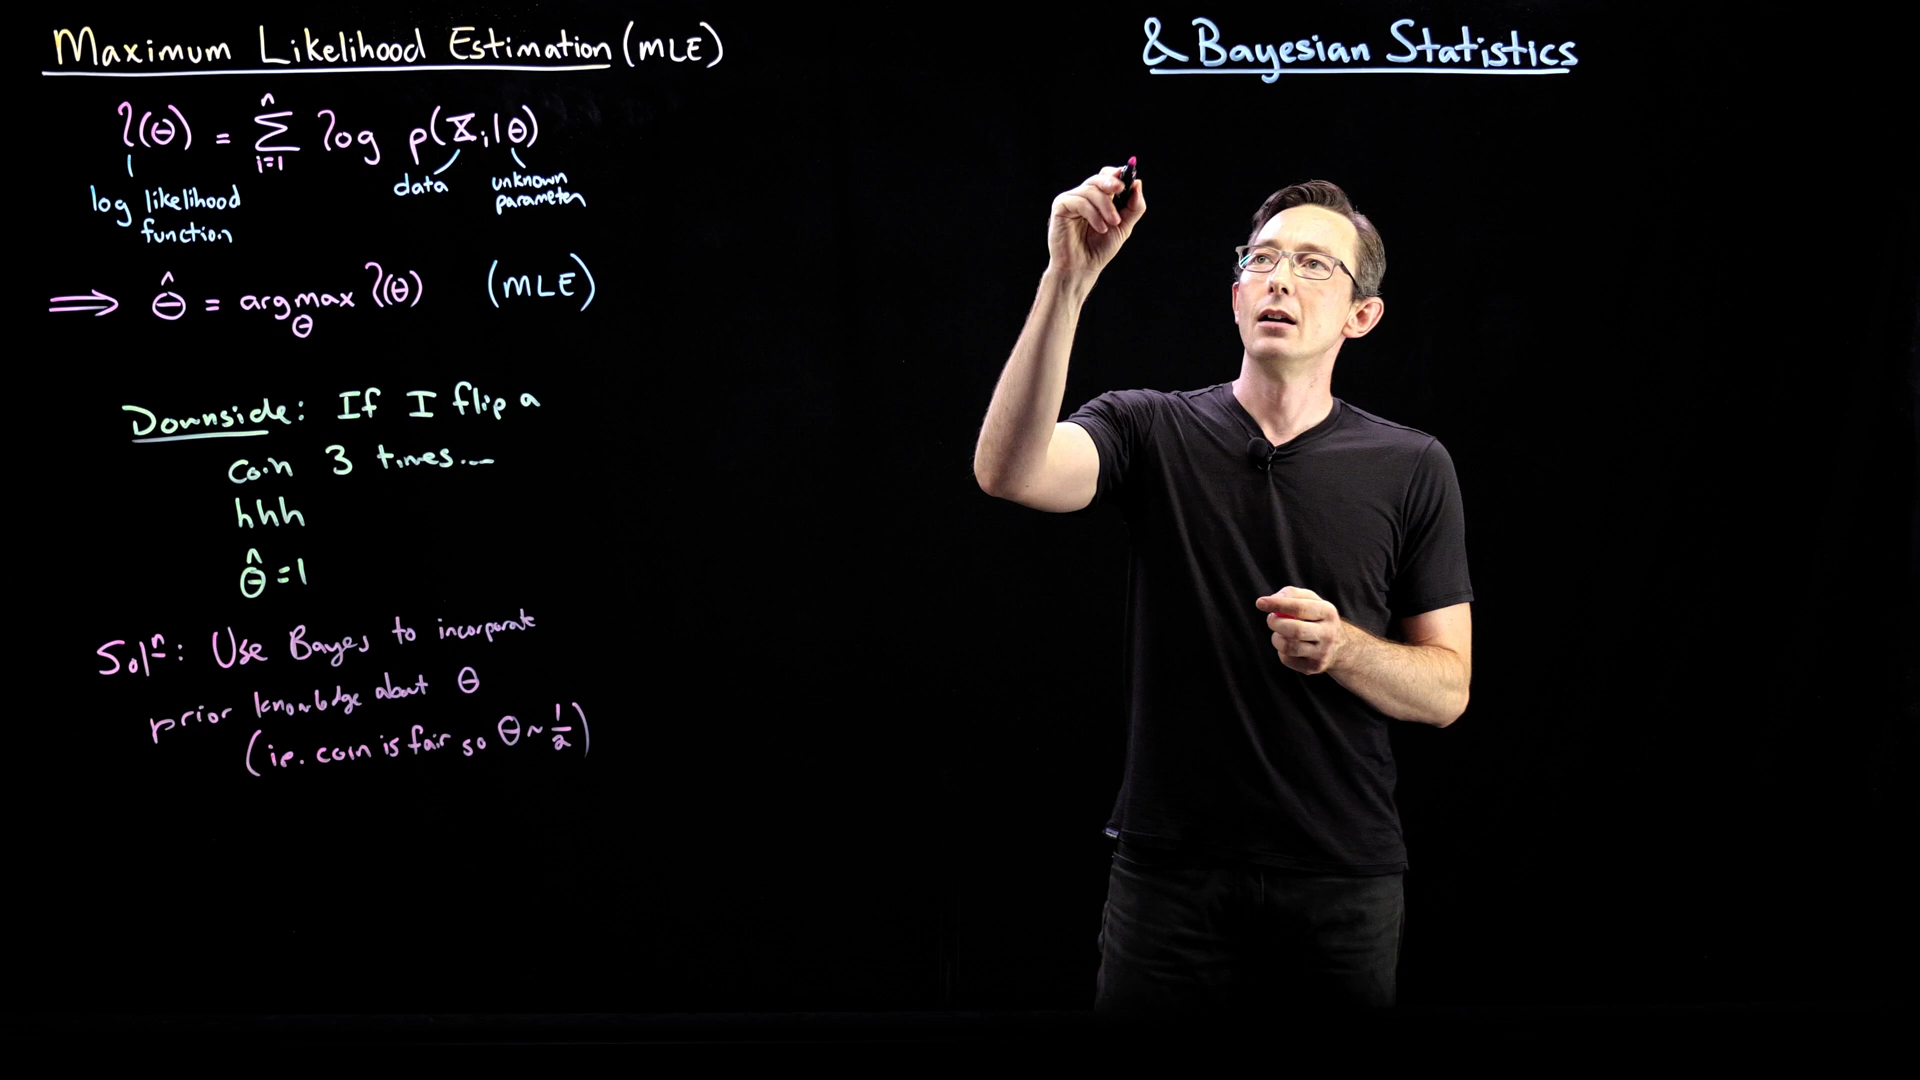 Maximum Likelihood Estimation (MLE)
& Bayesian Statistics
l(θ) = Σ log p(X_i|θ)
n
i=1
data
unknown
parameter
log likelihood
function
⟹ θ̂ = argmax l(θ) (MLE)
θ
Downside: If I flip a
coin 3 times...
hhh
θ̂ = 1
Solⁿ: Use Bayes to incorporate
prior knowledge about θ
(ie. coin is fair so θ ~ 1/2)